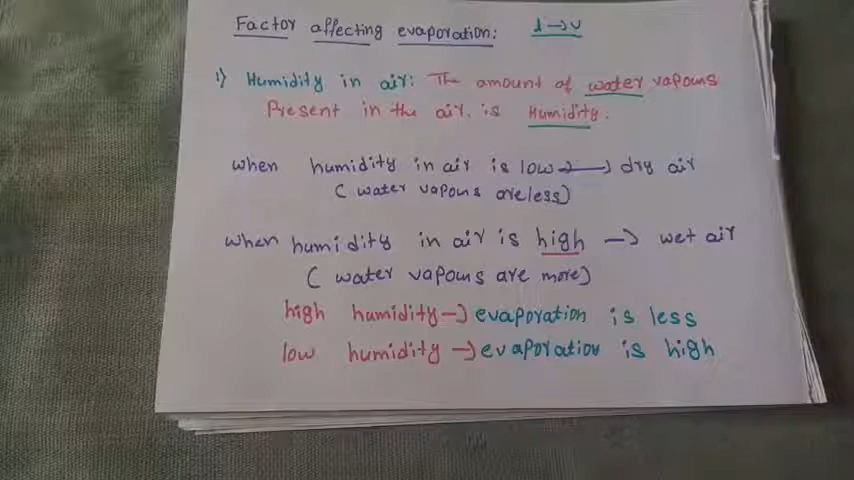 Factor affecting evaporation: l→v
1) Humidity in air: The amount of water vapours
Present in the air. is Humidity.
when humidity in air is low → dry air
( water vapours are less)
when humidity in air is high → wet air
( water vapours are more)
high humidity → evaporation is less
low humidity → evaporation is high